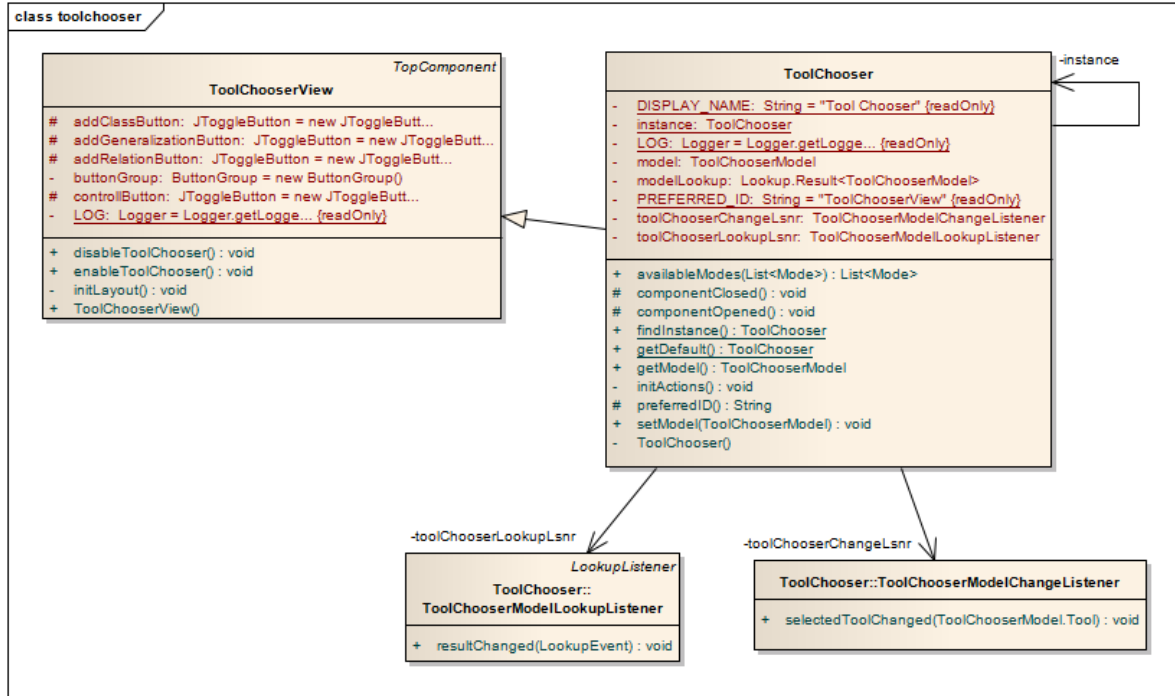 class toolchooser
TopComponent
ToolChooserView
# addClassButton: JToggleButton = new JToggleButt...
# addGeneralizationButton: JToggleButton = new JToggleButt...
# addRelationButton: JToggleButton = new JToggleButt...
- buttonGroup: ButtonGroup = new ButtonGroup()
# controllButton: JToggleButton = new JToggleButt...
- LOG: Logger = Logger.getLogge... {readOnly}
+ disableToolChooser() : void
+ enableToolChooser() : void
- initLayout() : void
+ ToolChooserView()
ToolChooser
- DISPLAY_NAME: String = "Tool Chooser" {readOnly}
- instance: ToolChooser
- LOG: Logger = Logger.getLogge... {readOnly}
- model: ToolChooserModel
- modelLookup: Lookup.Result<ToolChooserModel>
- PREFERRED_ID: String = "ToolChooserView" {readOnly}
- toolChooserChangeLsnr: ToolChooserModelChangeListener
- toolChooserLookupLsnr: ToolChooserModelLookupListener
+ availableModes(List<Mode>) : List<Mode>
# componentClosed() : void
# componentOpened() : void
+ findInstance() : ToolChooser
+ getDefault() : ToolChooser
+ getModel() : ToolChooserModel
- initActions() : void
# preferredID() : String
+ setModel(ToolChooserModel) : void
- ToolChooser()
-instance
-toolChooserLookupLsnr
LookupListener
ToolChooser::
ToolChooserModelLookupListener
+ resultChanged(LookupEvent) : void
-toolChooserChangeLsnr
ToolChooser::ToolChooserModelChangeListener
+ selectedToolChanged(ToolChooserModel.Tool) : void